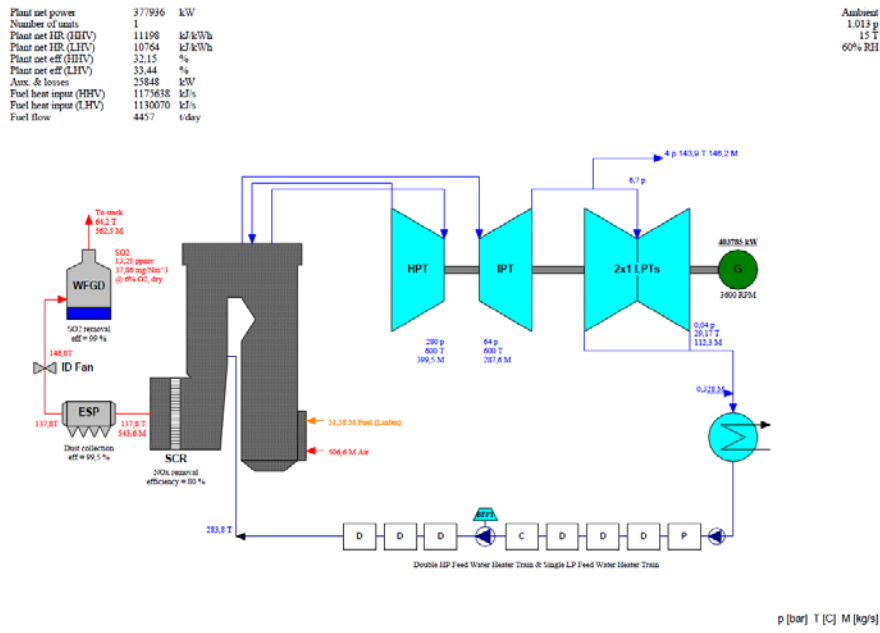 Plant net power 377936 kW
Number of units 1
Plant net HR (HHV) 11198 kJ/kWh
Plant net HR (LHV) 10764 kJ/kWh
Plant net eff (HHV) 32,15 %
Plant net eff (LHV) 33,44 %
Aux. & losses 25848 kW
Fuel heat input (HHV) 1175638 kJ/s
Fuel heat input (LHV) 1130070 kJ/s
Fuel flow 4457 t/day
Ambient
1,013 p
15 T
60% RH
4 p 143,9 T 146,2 M
6,7 p
To stack
64,2 T
562,5 M
SO2
13,25 ppmv
37,86 mg/Nm^3
@ 6% O2, dry
WFGD
SO2 removal
eff = 99 %
146,8T
ID Fan
137,8T
ESP
137,8 T
543,6 M
Dust collection
eff = 99,5 %
SCR
NOx removal
efficiency = 80 %
HPT
IPT
2x1 LPTs
403785 kW
G
3600 RPM
280 p
600 T
399,5 M
64 p
600 T
287,6 M
0,04 p
29,17 T
112,3 M
0,328 M
51,58 M Fuel (Linfen)
506,6 M Air
283,8 T
BFPT
D D D C D D D P
Double HP Feed Water Heater Train & Single LP Feed Water Heater Train
p [bar] T [C] M [kg/s]